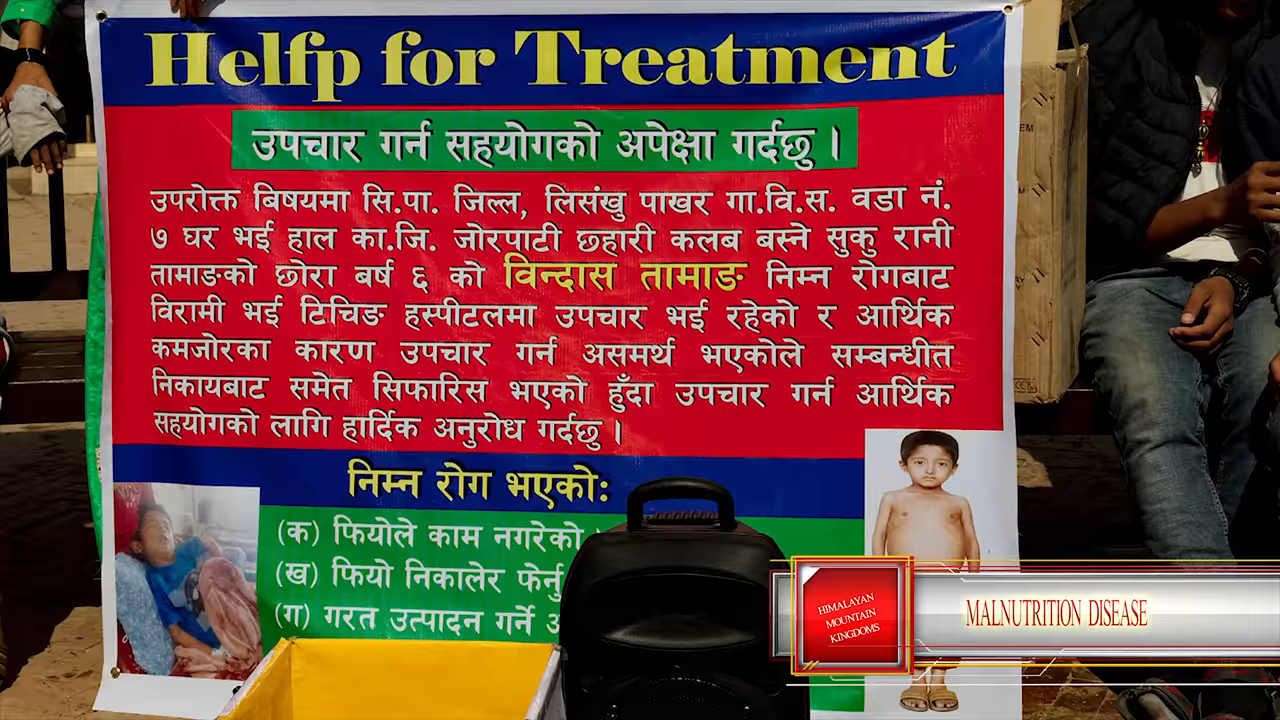 Helfp for Treatment
उपचार गर्न सहयोगको अपेक्षा गर्दछु ।
उपरोक्त बिषयमा सि.पा. जिल्ल, लिसंखु पाखर गा.वि.स. वडा नं.
७ घर भई हाल का.जि. जोरपाटी छहारी कलब बस्ने सुकु रानी
तामाङको छोरा बर्ष ६ को विन्दास तामाङ निम्न रोगबाट
विरामी भई टिचिङ हस्पीटलमा उपचार भई रहेको र आर्थिक
कमजोरका कारण उपचार गर्न असमर्थ भएकोले सम्बन्धीत
निकायबाट समेत सिफारिस भएको हुँदा उपचार गर्न आर्थिक
सहयोगको लागि हार्दिक अनुरोध गर्दछु ।
निम्न रोग भएको:
(क) फियोले काम नगरेको
(ख) फियो निकालेर फेर्नु
(ग) गरत उत्पादन गर्ने
HIMALAYAN
MOUNTAIN
KINGDOMS
MALNUTRITION DISEASE